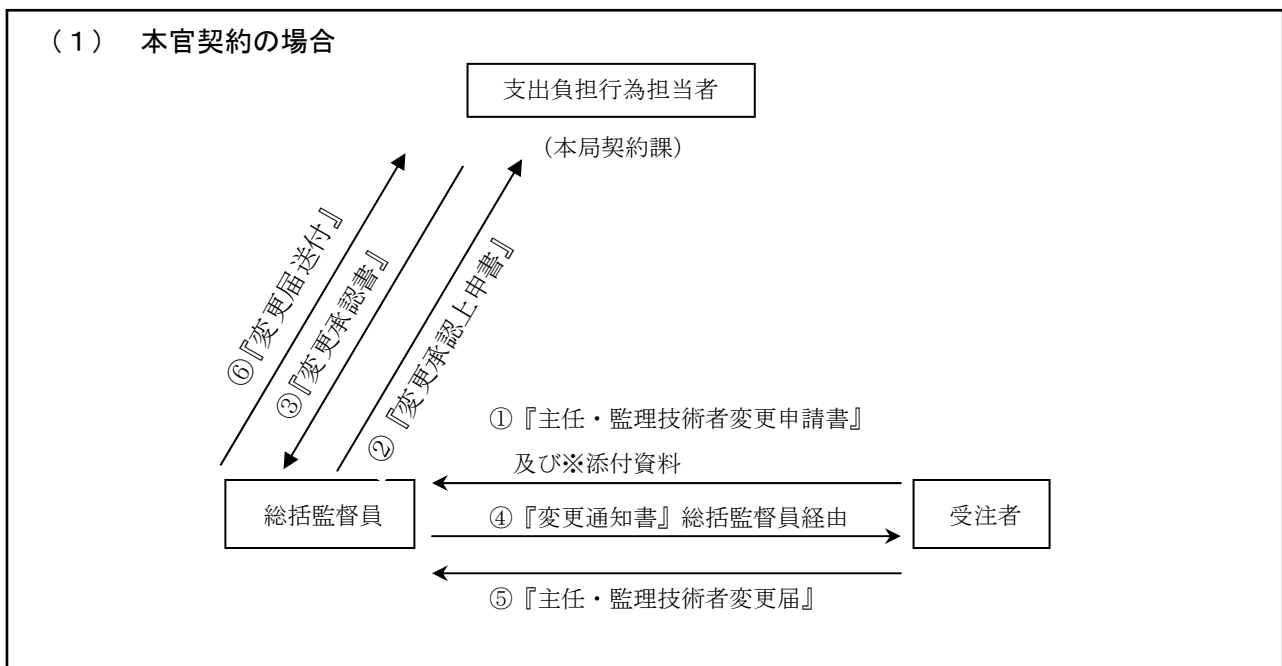 （１）　本官契約の場合
支出負担行為担当者
（本局契約課）
⑥『変更届送付』
③『変更承認書』
②『変更承認上申書』
①『主任・監理技術者変更申請書』
及び※添付資料
総括監督員
④『変更通知書』総括監督員経由
受注者
⑤『主任・監理技術者変更届』